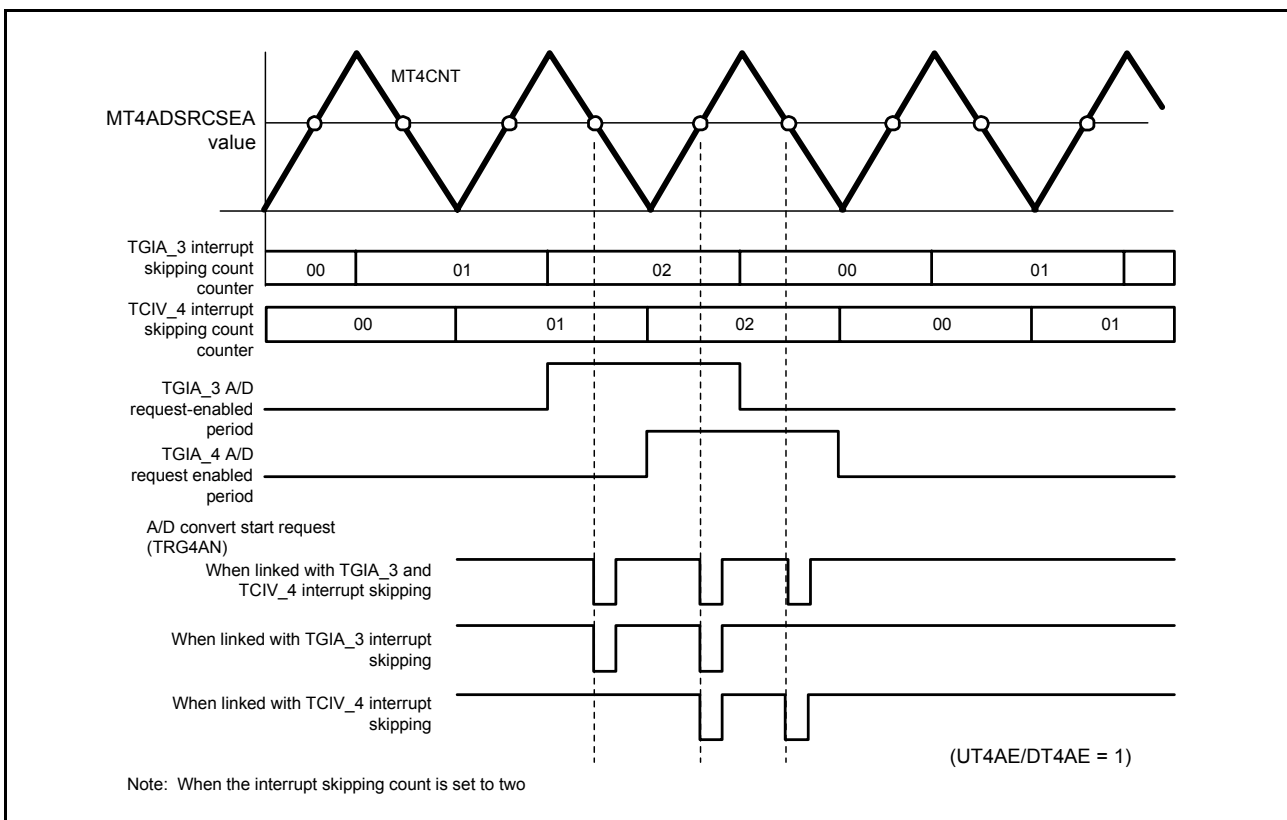 MT4CNT
MT4ADSRCSEA
value
TGIA_3 interrupt
skipping count
counter
00
01
02
00
01
TCIV_4 interrupt
skipping count
counter
00
01
02
00
01
TGIA_3 A/D
request-enabled
period
TGIA_4 A/D
request enabled
period
A/D convert start request
(TRG4AN)
When linked with TGIA_3 and
TCIV_4 interrupt skipping
When linked with TGIA_3 interrupt
skipping
When linked with TCIV_4 interrupt
skipping
(UT4AE/DT4AE = 1)
Note: When the interrupt skipping count is set to two